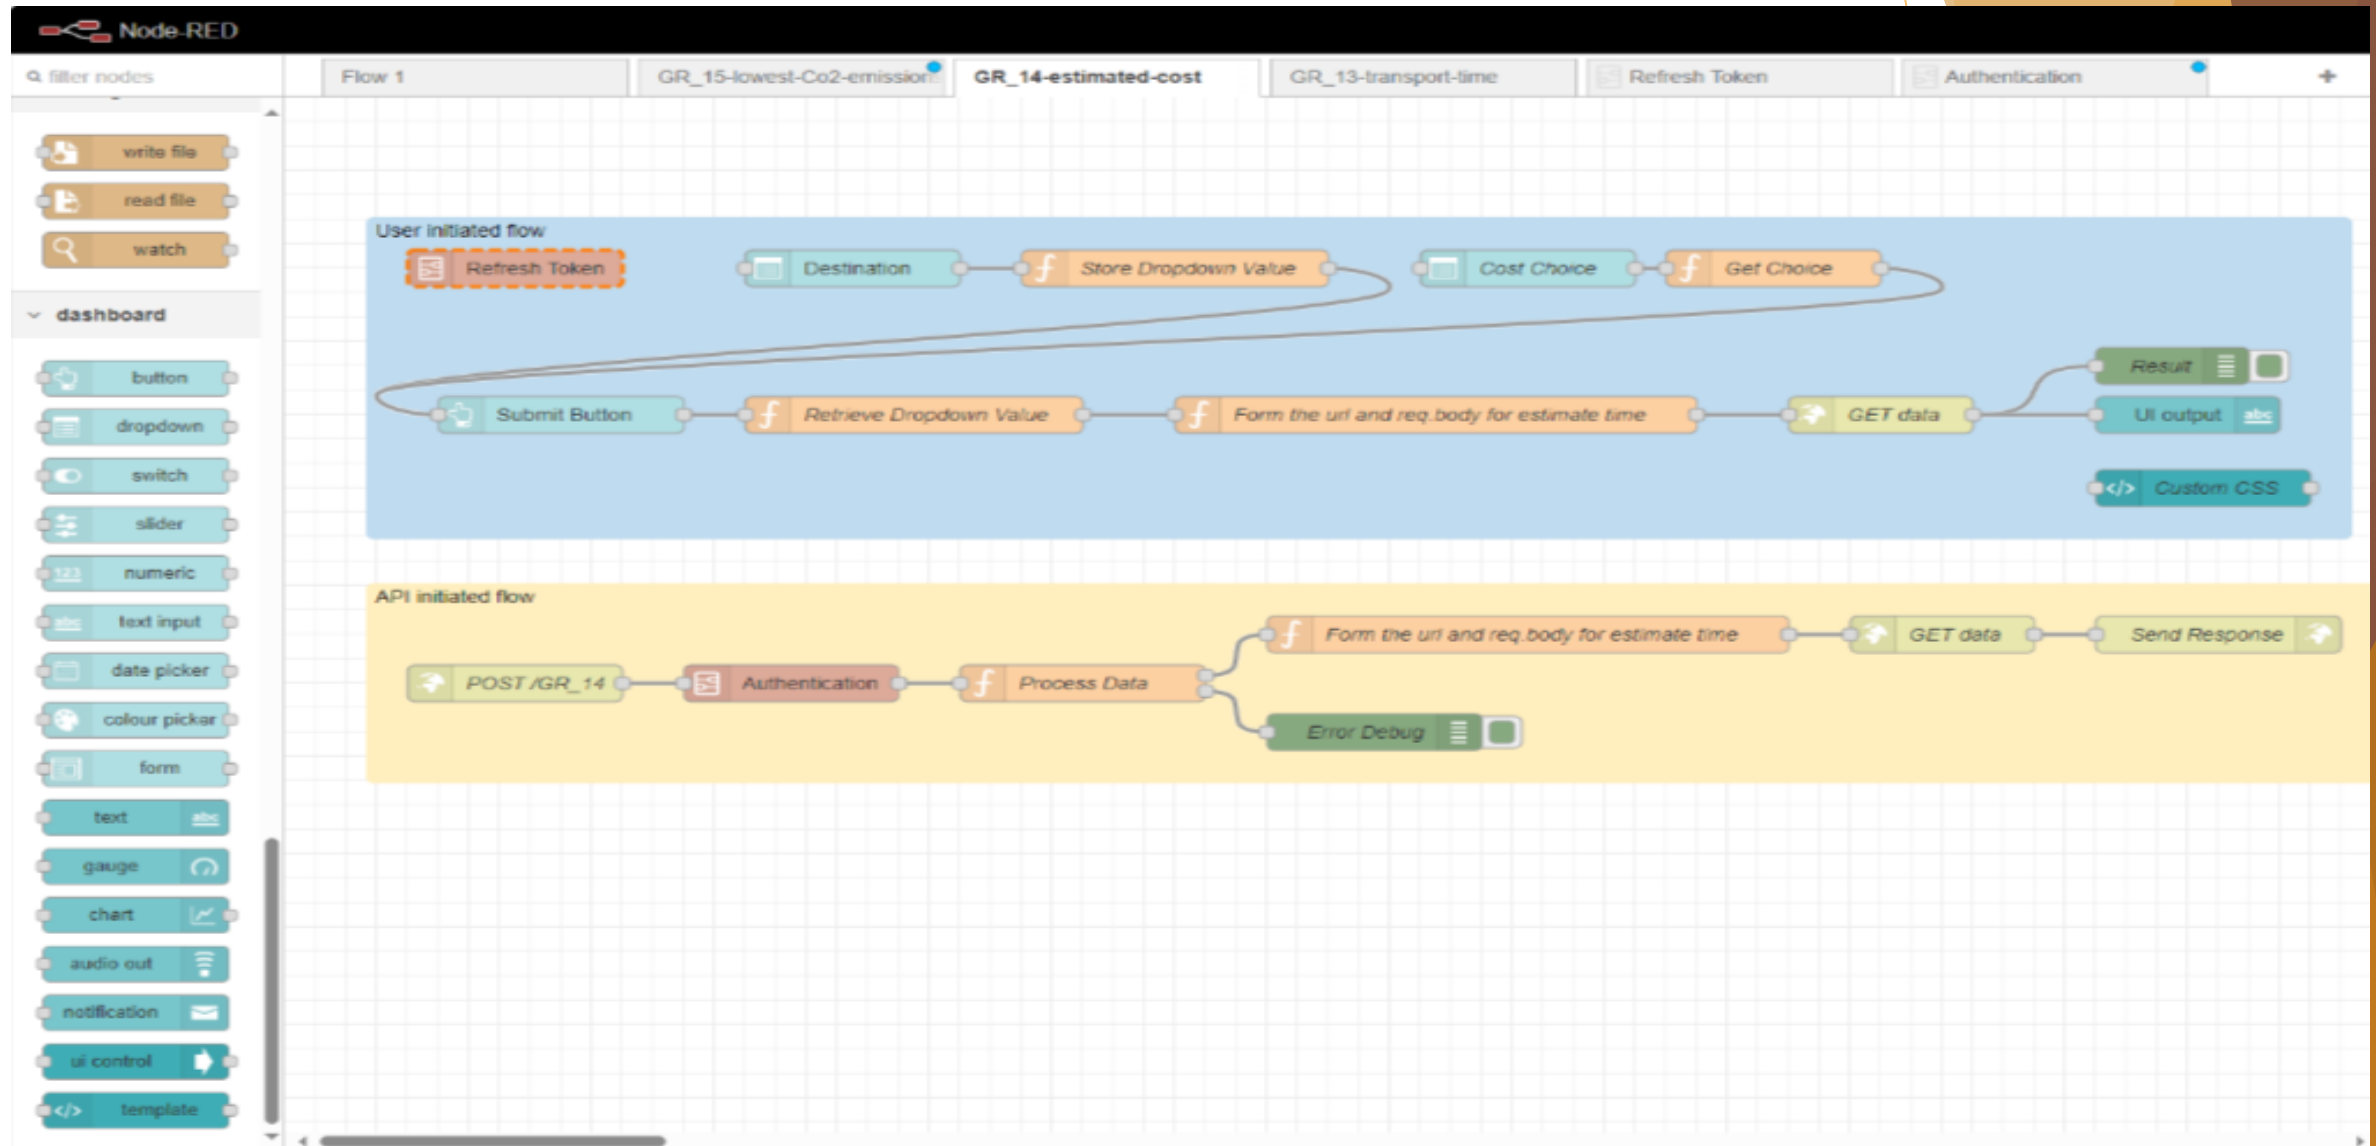 Node-RED
filter nodes
Flow 1
GR_15-lowest-Co2-emission
GR_14-estimated-cost
GR_13-transport-time
Refresh Token
Authentication
+
write file
read file
watch
dashboard
button
dropdown
switch
slider
123 numeric
abc text input
date picker
colour picker
form
text abc
gauge
chart
audio out
notification
ui control
</> template
User initiated flow
Refresh Token
Destination
Store Dropdown Value
Cost Choice
Get Choice
Submit Button
Retrieve Dropdown Value
Form the url and req.body for estimate time
GET data
Result
UI output abc
</> Custom CSS
API initiated flow
POST /GR_14
Authentication
Process Data
Form the url and req.body for estimate time
GET data
Send Response
Error Debug